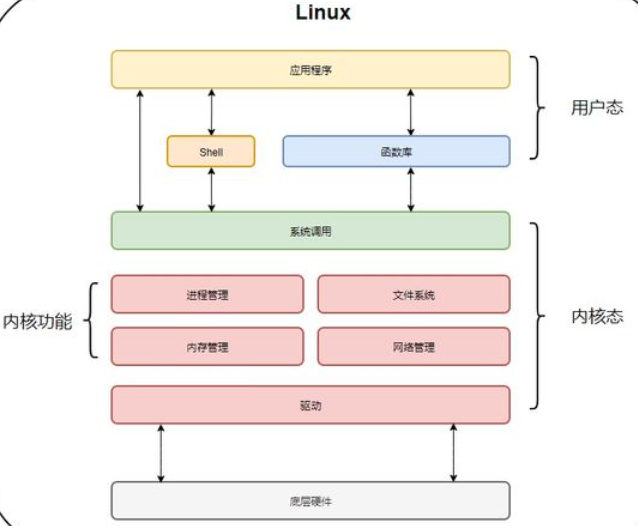 Linux
应用程序
用户态
Shell
函数库
系统调用
进程管理
文件系统
内核功能
内核态
内存管理
网络管理
驱动
底层硬件